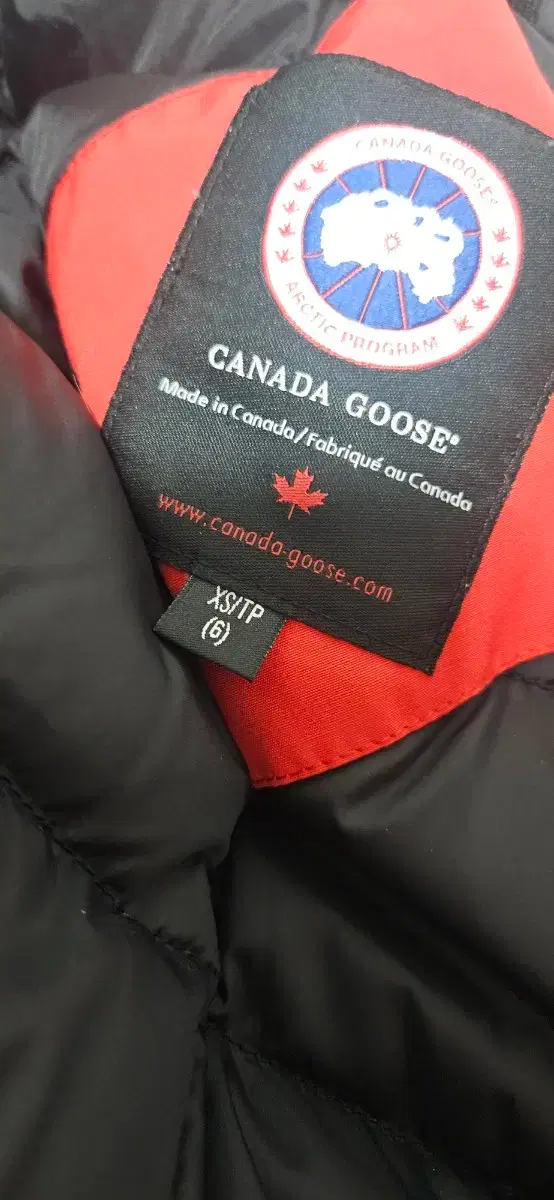 CANADA GOOSE®
ARCTIC PROGRAM
CANADA GOOSE®
Made in Canada/Fabriqué au Canada
www.canada-goose.com
XS/TP
(6)